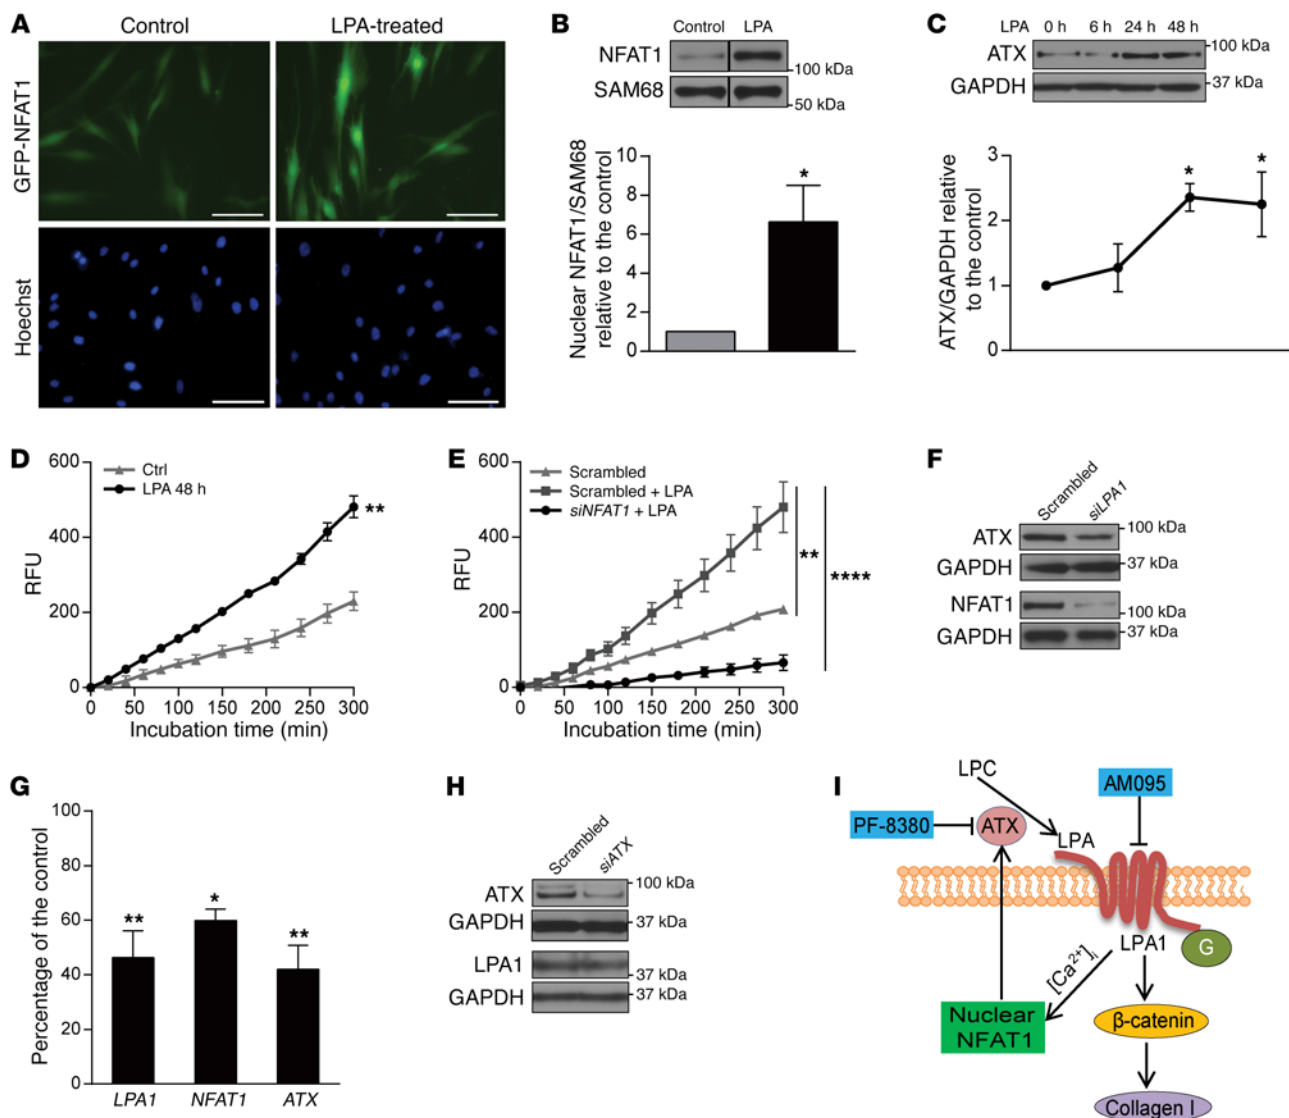 A
Control
LPA-treated
GFP-NFAT1
Hoechst
B
Control
LPA
NFAT1
100 kDa
SAM68
50 kDa
Nuclear NFAT1/SAM68
relative to the control
10
8
6
4
2
0
*
C
LPA 0 h 6 h 24 h 48 h
ATX
100 kDa
GAPDH
37 kDa
ATX/GAPDH relative
to the control
3
2
1
0
*
*
D
600
400
200
0
RFU
Ctrl
LPA 48 h
**
0 50 100 150 200 250 300
Incubation time (min)
E
600
400
200
0
RFU
Scrambled
Scrambled + LPA
siNFAT1 + LPA
**
****
0 50 100 150 200 250 300
Incubation time (min)
F
Scrambled
siLPA1
ATX
100 kDa
GAPDH
37 kDa
NFAT1
100 kDa
GAPDH
37 kDa
G
Percentage of the control
100
80
60
40
20
0
**
*
**
LPA1
NFAT1
ATX
H
Scrambled
siATX
ATX
100 kDa
GAPDH
37 kDa
LPA1
37 kDa
GAPDH
37 kDa
I
LPC
AM095
PF-8380
ATX
LPA
LPA1
G
[Ca²⁺]ᵢ
Nuclear
NFAT1
β-catenin
Collagen I